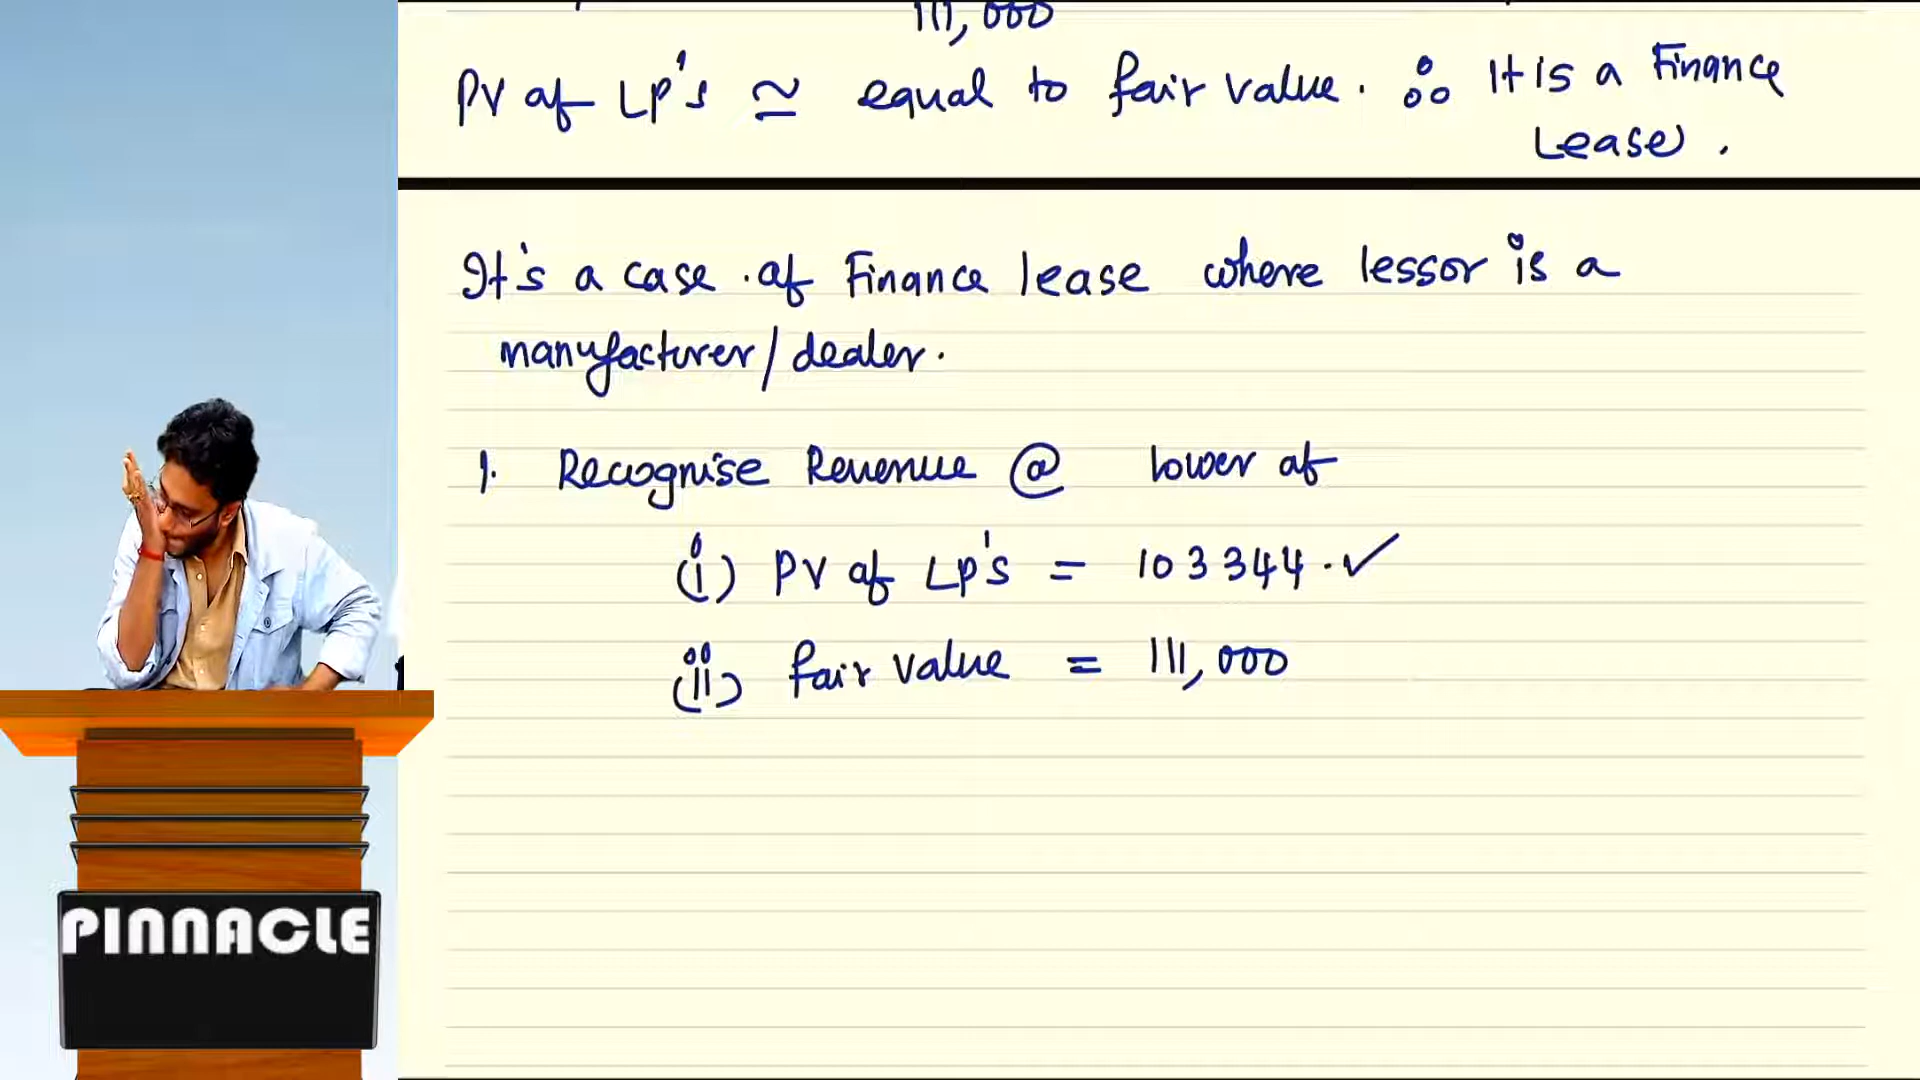 111,000
PV of LP's ≃ equal to fair value. ∴ It is a Finance
Lease.
It's a case of Finance lease where lessor is a
manufacturer/dealer.
1. Recognise Revenue @ lower of
(i) PV of LP's = 103344. ✓
(ii) fair value = 111,000
PINNACLE